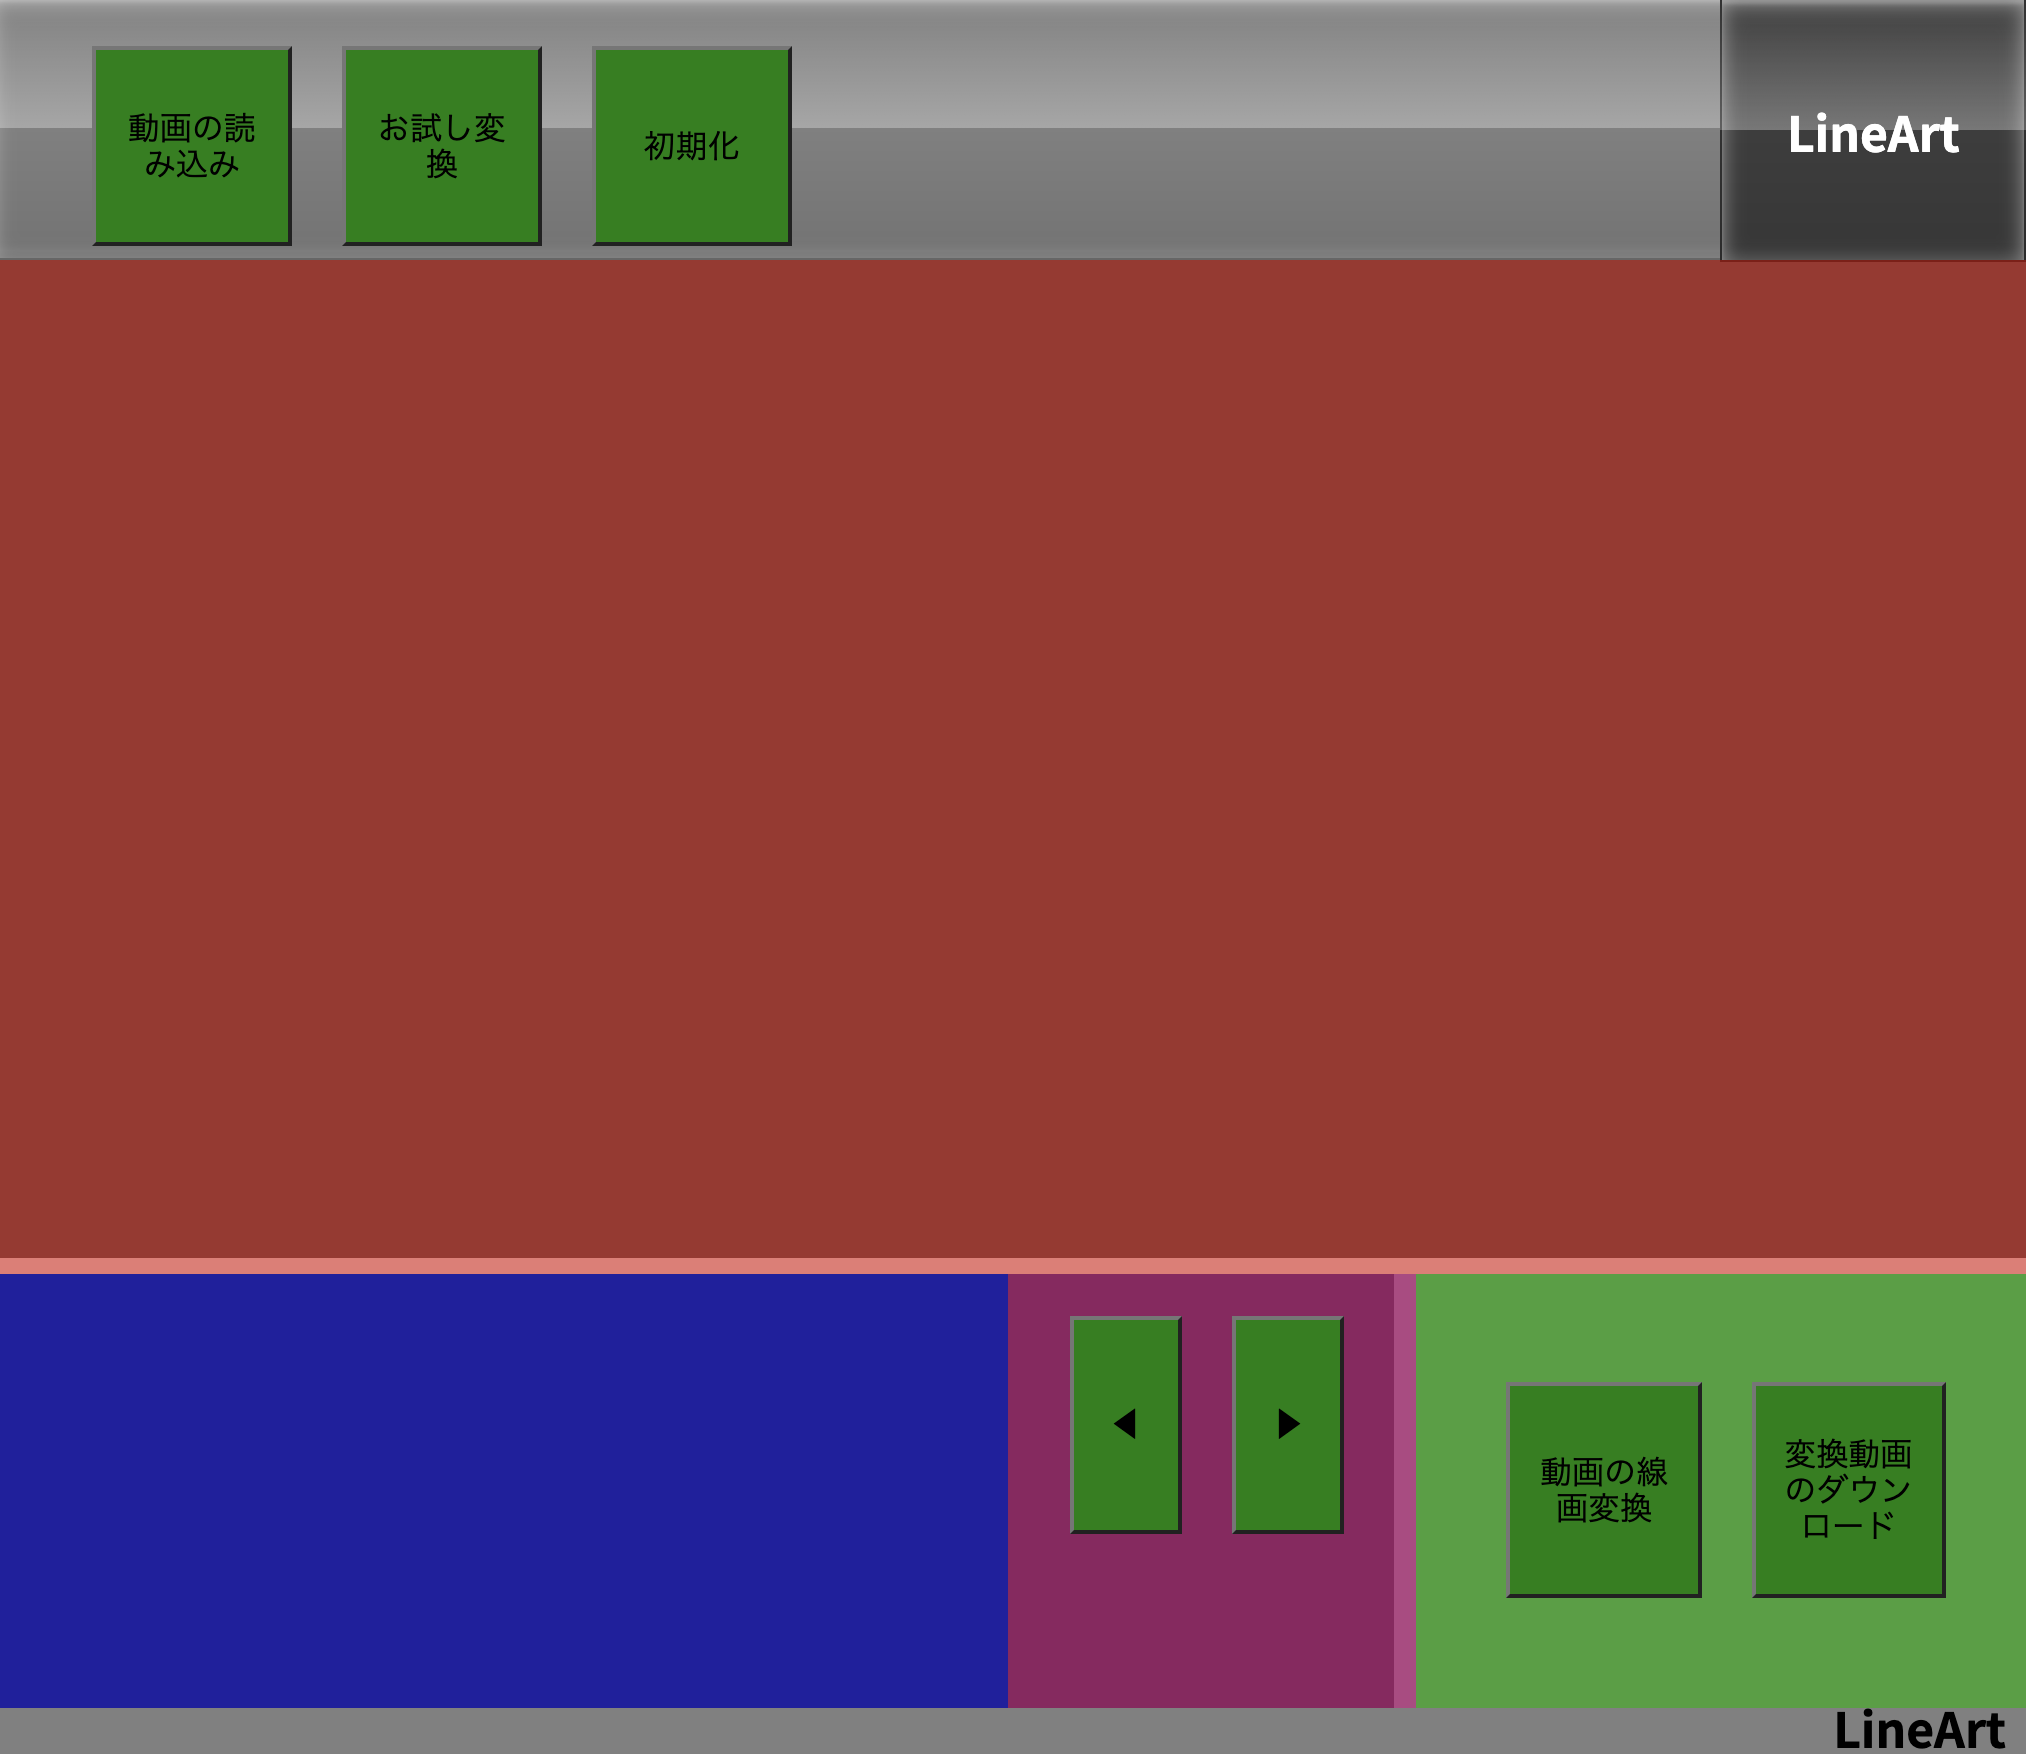 動画の読
み込み
お試し変
換
初期化
LineArt
◀
▶
動画の線
画変換
変換動画
のダウン
ロード
LineArt